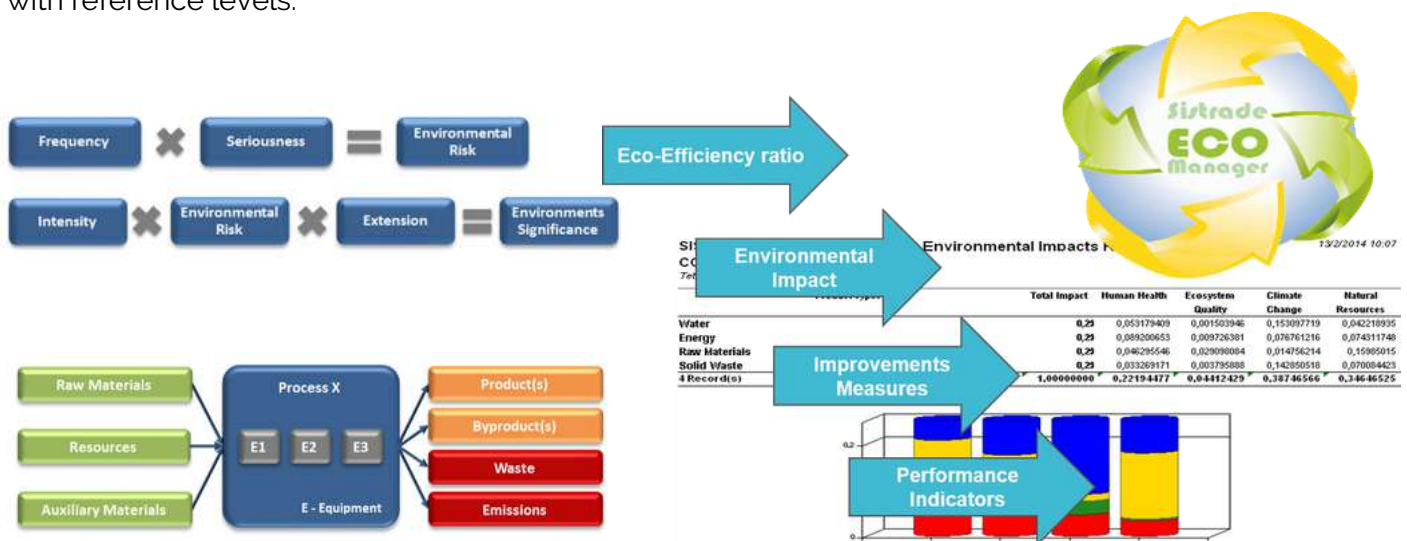 with reference levels.
Frequency
Seriousness
Environmental
Risk
Intensity
Environmental
Risk
Extension
Environments
Significance
Raw Materials
Resources
Auxiliary Materials
Process X
E1 E2 E3
E - Equipment
Product(s)
Byproduct(s)
Waste
Emissions
Eco-Efficiency ratio
Environmental
Impact
Improvements
Measures
Performance
Indicators
Sistrade
ECO
Manager
Environmental Impacts
13/2/2014 10:07
Total Impact Human Health Ecosystem Quality Climate Change Natural Resources
Water 0,25 0,053179409 0,001503946 0,153097719 0,042218935
Energy 0,25 0,089200653 0,009726381 0,076761216 0,074311748
Raw Materials 0,25 0,046295546 0,029098084 0,014756214 0,15985015
Solid Waste 0,25 0,033269171 0,003795888 0,142850518 0,070084423
4 Record(s) 1,00000000 0,22194477 0,04412429 0,38746566 0,34646525
0,2
0